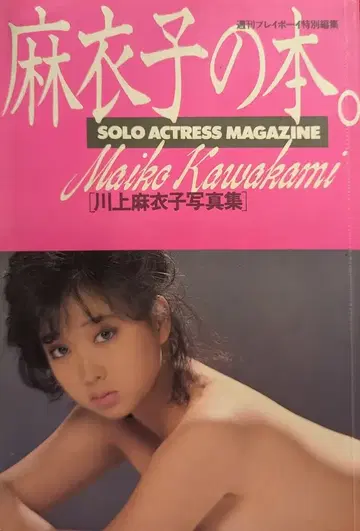 週刊プレイボーイ特別編集
麻衣子の本。
SOLO ACTRESS MAGAZINE
Maiko Kawakami
[川上麻衣子写真集]